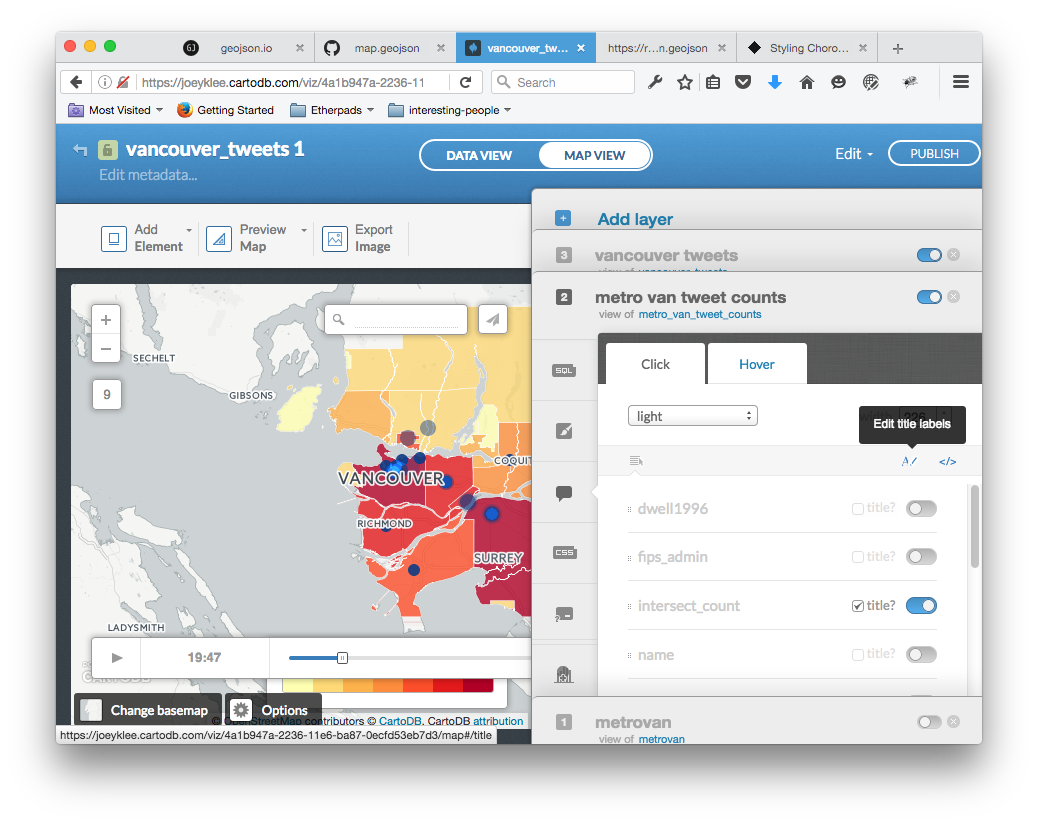 GJ geojson.io
map.geojson
vancouver_tw...
https://r...n.geojson
Styling Choro...
https://joeyklee.cartodb.com/viz/4a1b947a-2236-11
Search
Most Visited
Getting Started
Etherpads
interesting-people
vancouver_tweets 1
Edit metadata...
DATA VIEW
MAP VIEW
Edit
PUBLISH
Add
Element
Preview
Map
Export
Image
Add layer
3 vancouver tweets
view of vancouver_tweets
2 metro van tweet counts
view of metro_van_tweet_counts
Click
Hover
light
226
Edit title labels
A
</>
SQL
CSS
dwell1996 title?
fips_admin title?
intersect_count title?
name title?
1 metrovan
view of metrovan
+
−
9
SECHELT
GIBSONS
COQUIT
VANCOUVER
RICHMOND
SURREY
LADYSMITH
19:47
CARTODB
Change basemap
Options
© OpenStreetMap contributors © CartoDB, CartoDB attribution
https://joeyklee.cartodb.com/viz/4a1b947a-2236-11e6-ba87-0ecfd53eb7d3/map#/title